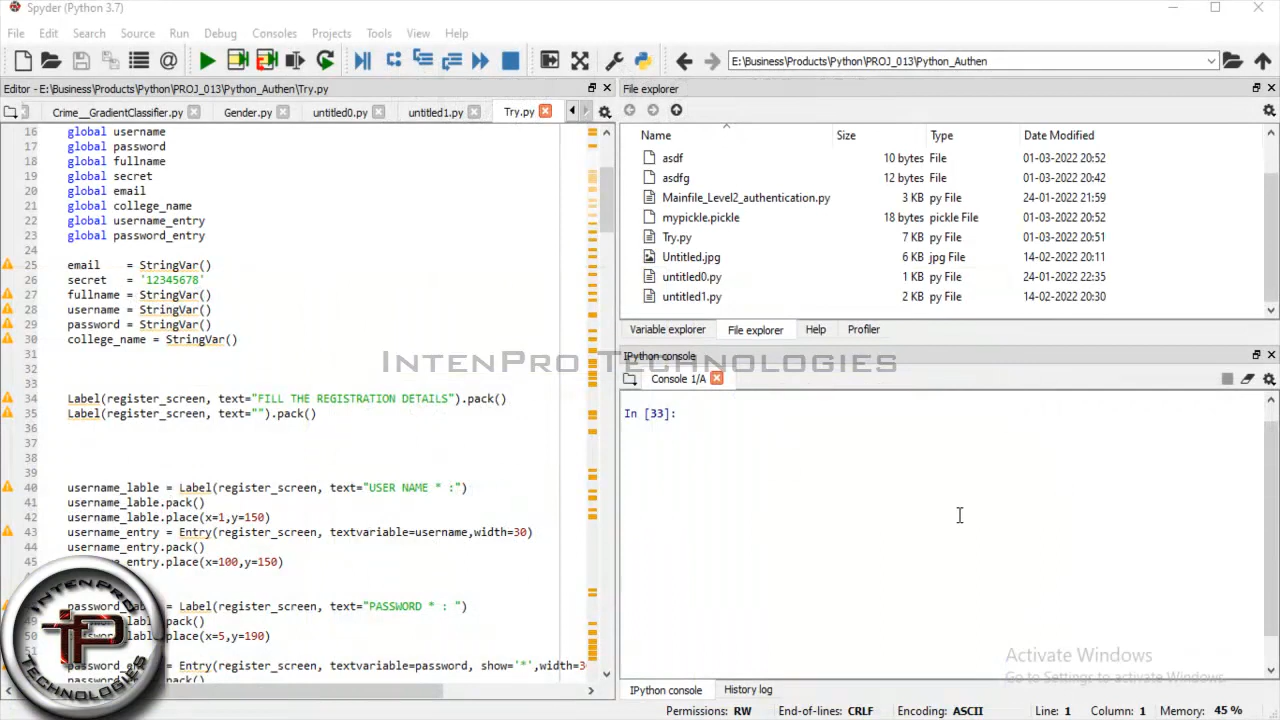 Spyder (Python 3.7)
File Edit Search Source Run Debug Consoles Projects Tools View Help
E:\Business\Products\Python\PROJ_013\Python_Authen
Editor - E:\Business\Products\Python\PROJ_013\Python_Authen\Try.py
Crime__GradientClassifier.py Gender.py untitled0.py untitled1.py Try.py
16 global username
17 global password
18 global fullname
19 global secret
20 global email
21 global college_name
22 global username_entry
23 global password_entry
24
25 email = StringVar()
26 secret = '12345678'
27 fullname = StringVar()
28 username = StringVar()
29 password = StringVar()
30 college_name = StringVar()
31
32
33
34 Label(register_screen, text="FILL THE REGISTRATION DETAILS").pack()
35 Label(register_screen, text="").pack()
36
37
38
39
40 username_lable = Label(register_screen, text="USER NAME * :")
41 username_lable.pack()
42 username_lable.place(x=1,y=150)
43 username_entry = Entry(register_screen, textvariable=username,width=30)
44 username_entry.pack()
45 username_entry.place(x=100,y=150)
= Label(register_screen, text="PASSWORD * : ")
.pack()
.place(x=5,y=190)
= Entry(register_screen, textvariable=password, show='*',width=3
.pack()
File explorer
Name Size Type Date Modified
asdf 10 bytes File 01-03-2022 20:52
asdfg 12 bytes File 01-03-2022 20:42
Mainfile_Level2_authentication.py 3 KB py File 24-01-2022 21:59
mypickle.pickle 18 bytes pickle File 01-03-2022 20:52
Try.py 7 KB py File 01-03-2022 20:51
Untitled.jpg 6 KB jpg File 14-02-2022 20:11
untitled0.py 1 KB py File 24-01-2022 22:35
untitled1.py 2 KB py File 14-02-2022 20:30
Variable explorer File explorer Help Profiler
IPython console
Console 1/A
In [33]:
IntenPro Technologies
INTENPRO
iP
TECHNOLOGIES
Activate Windows
Go to Settings to activate Windows.
IPython console History log
Permissions: RW End-of-lines: CRLF Encoding: ASCII Line: 1 Column: 1 Memory: 45 %